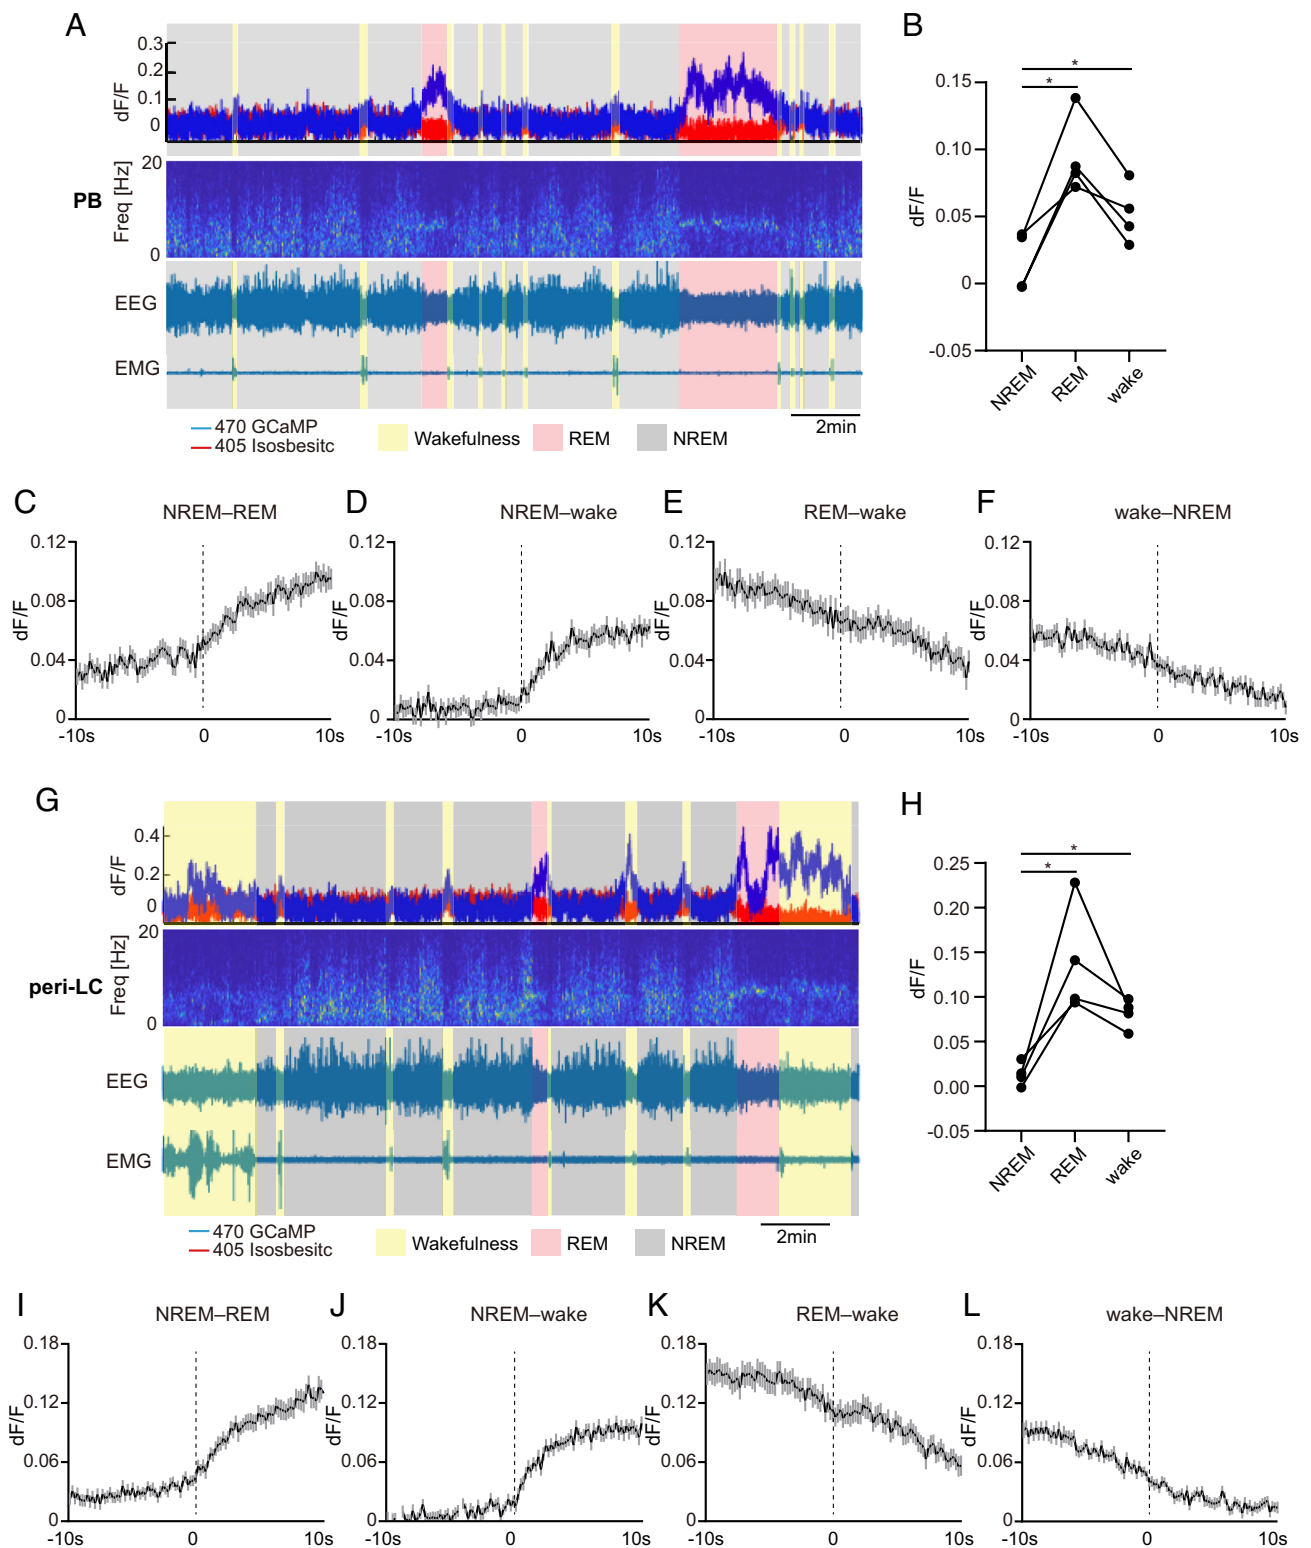 A
0.3
0.2
0.1
0
dF/F
PB
20
0
Freq [Hz]
EEG
EMG
470 GCaMP
405 Isosbesitc
Wakefulness
REM
NREM
2min
B
*
*
0.15
0.10
0.05
0
-0.05
dF/F
NREM
REM
wake
C
NREM–REM
0.12
0.08
0.04
0
dF/F
-10s
0
10s
D
NREM–wake
0.12
0.08
0.04
0
dF/F
-10s
0
10s
E
REM–wake
0.12
0.08
0.04
0
dF/F
-10s
0
10s
F
wake–NREM
0.12
0.08
0.04
0
dF/F
-10s
0
10s
G
0.4
0.2
0
dF/F
peri-LC
20
0
Freq [Hz]
EEG
EMG
470 GCaMP
405 Isosbesitc
Wakefulness
REM
NREM
2min
H
*
*
0.25
0.20
0.15
0.10
0.05
0.00
-0.05
dF/F
NREM
REM
wake
I
NREM–REM
0.18
0.12
0.06
0
dF/F
-10s
0
10s
J
NREM–wake
0.18
0.12
0.06
0
dF/F
-10s
0
10s
K
REM–wake
0.18
0.12
0.06
0
dF/F
-10s
0
10s
L
wake–NREM
0.18
0.12
0.06
0
dF/F
-10s
0
10s